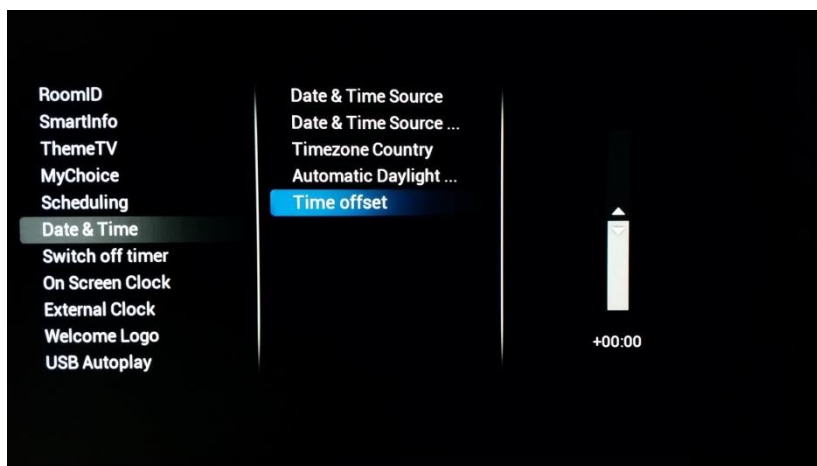 RoomID
SmartInfo
ThemeTV
MyChoice
Scheduling
Date & Time
Switch off timer
On Screen Clock
External Clock
Welcome Logo
USB Autoplay
Date & Time Source
Date & Time Source ...
Timezone Country
Automatic Daylight ...
Time offset
+00:00